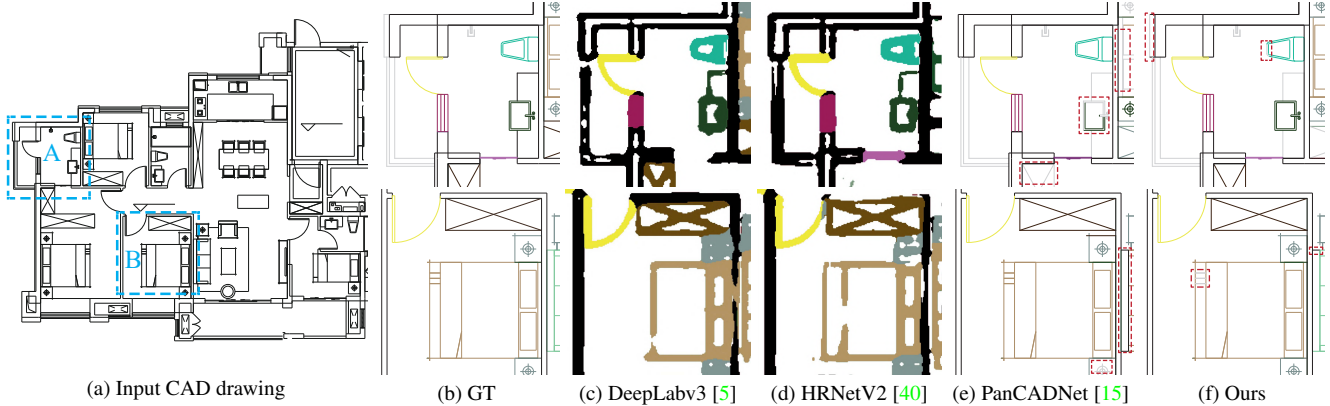 A
B
(a) Input CAD drawing
(b) GT
(c) DeepLabv3 [5]
(d) HRNetV2 [40]
(e) PanCADNet [15]
(f) Ours